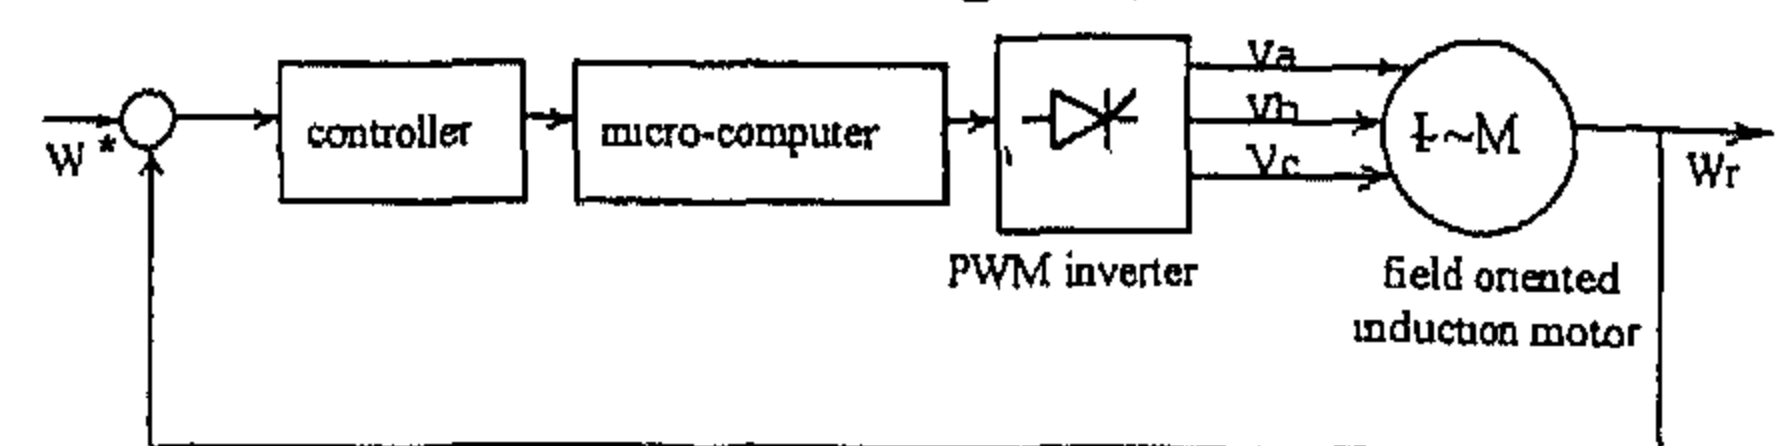 W *
controller
micro-computer
Va
Vb
Vc
I ~M
Wr
PWM inverter
field oriented
induction motor